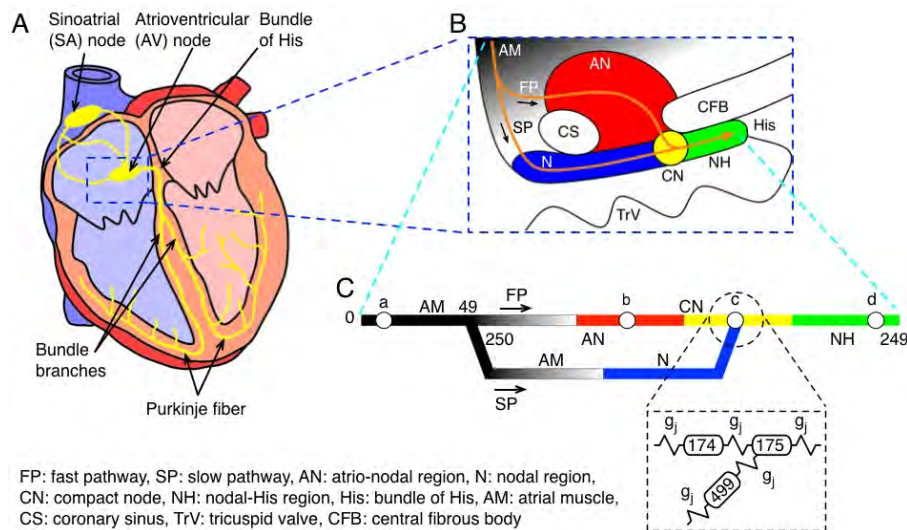 A
Sinoatrial
(SA) node
Atrioventricular
(AV) node
Bundle
of His
Bundle
branches
Purkinje fiber
B
AM
AN
FP
CFB
CS
SP
His
N
NH
CN
TrV
C
FP
0
a
AM
49
b
CN
c
d
250
AN
NH
249
AM
N
SP
gj
gj
gj
174
175
gj
499
gj
FP: fast pathway, SP: slow pathway, AN: atrio-nodal region, N: nodal region,
CN: compact node, NH: nodal-His region, His: bundle of His, AM: atrial muscle,
CS: coronary sinus, TrV: tricuspid valve, CFB: central fibrous body